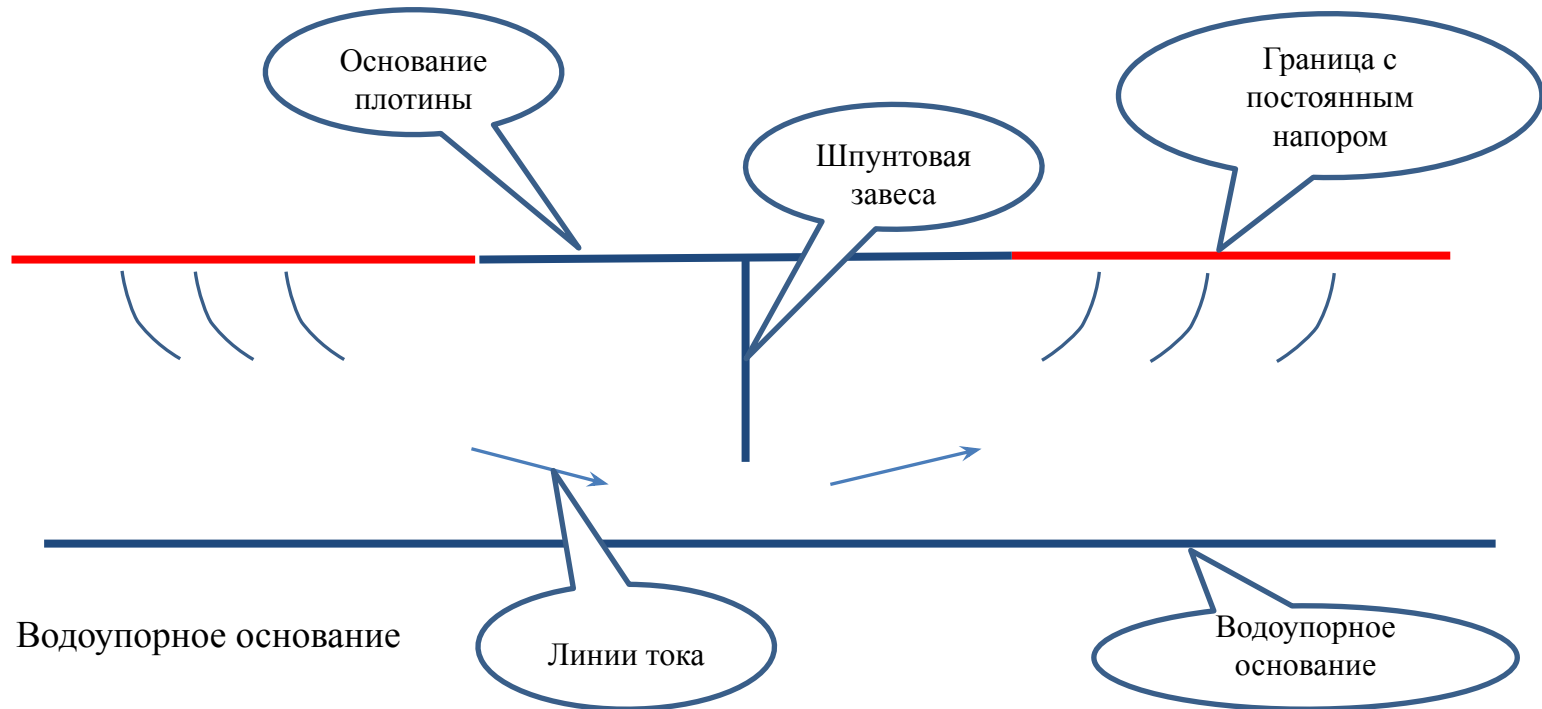 Основание
плотины
Граница с
постоянным
напором
Шпунтовая
завеса
Водоупорное основание
Линии тока
Водоупорное
основание